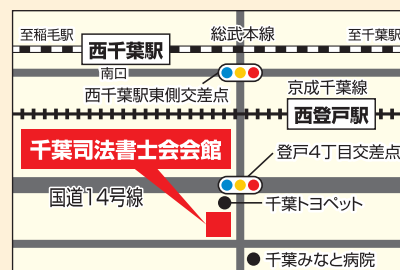 至稲毛駅
総武本線
至千葉駅
西千葉駅
南口
西千葉駅東側交差点
京成千葉線
西登戸駅
千葉司法書士会会館
登戸4丁目交差点
国道14号線
千葉トヨペット
千葉みなと病院